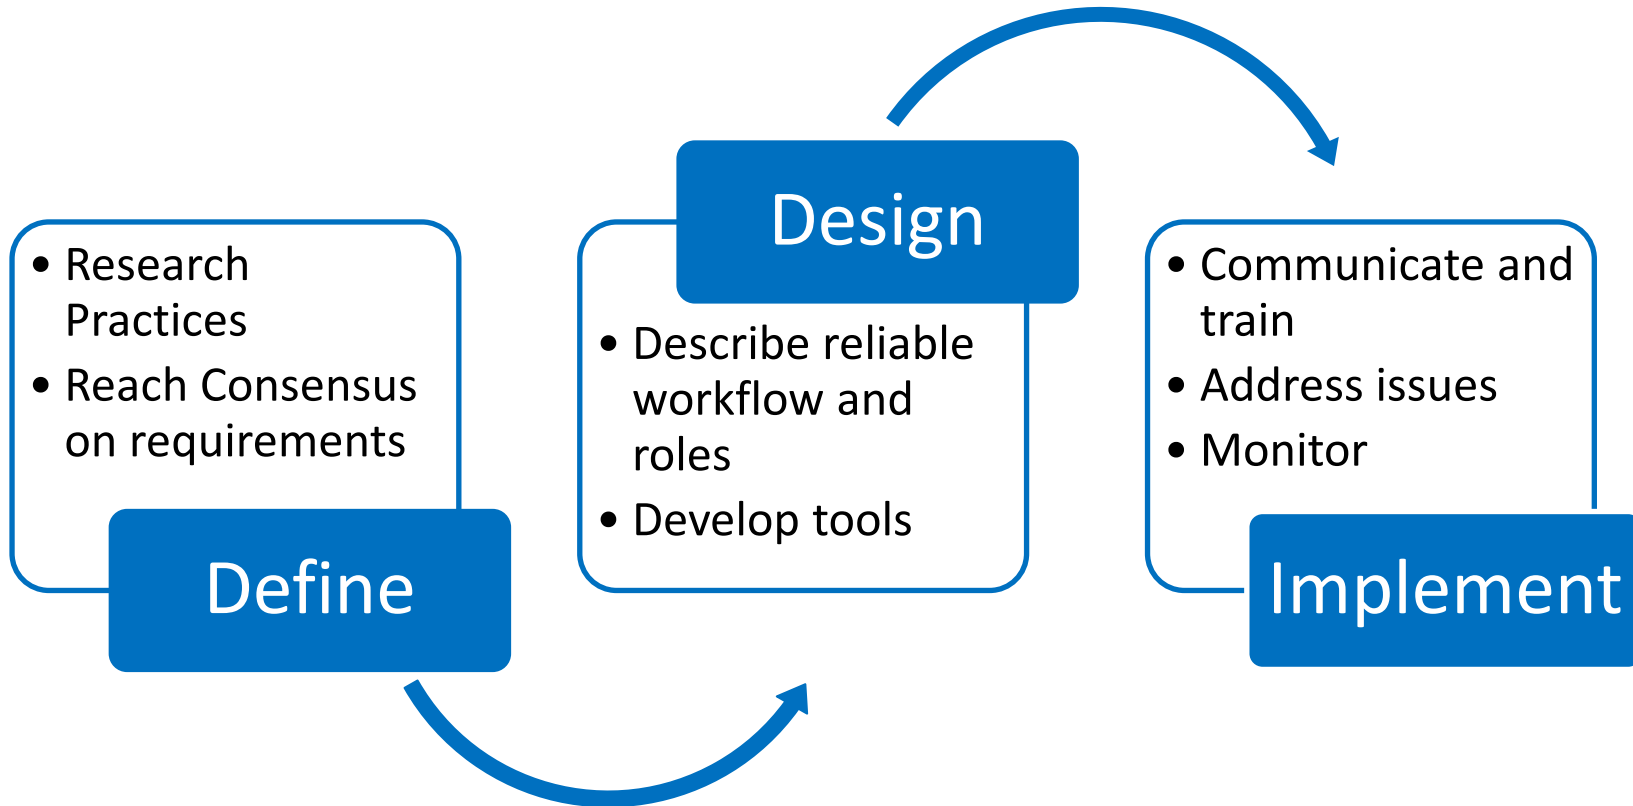 • Research
Practices
• Reach Consensus
on requirements
Define
Design
• Describe reliable
workflow and
roles
• Develop tools
• Communicate and
train
• Address issues
• Monitor
Implement